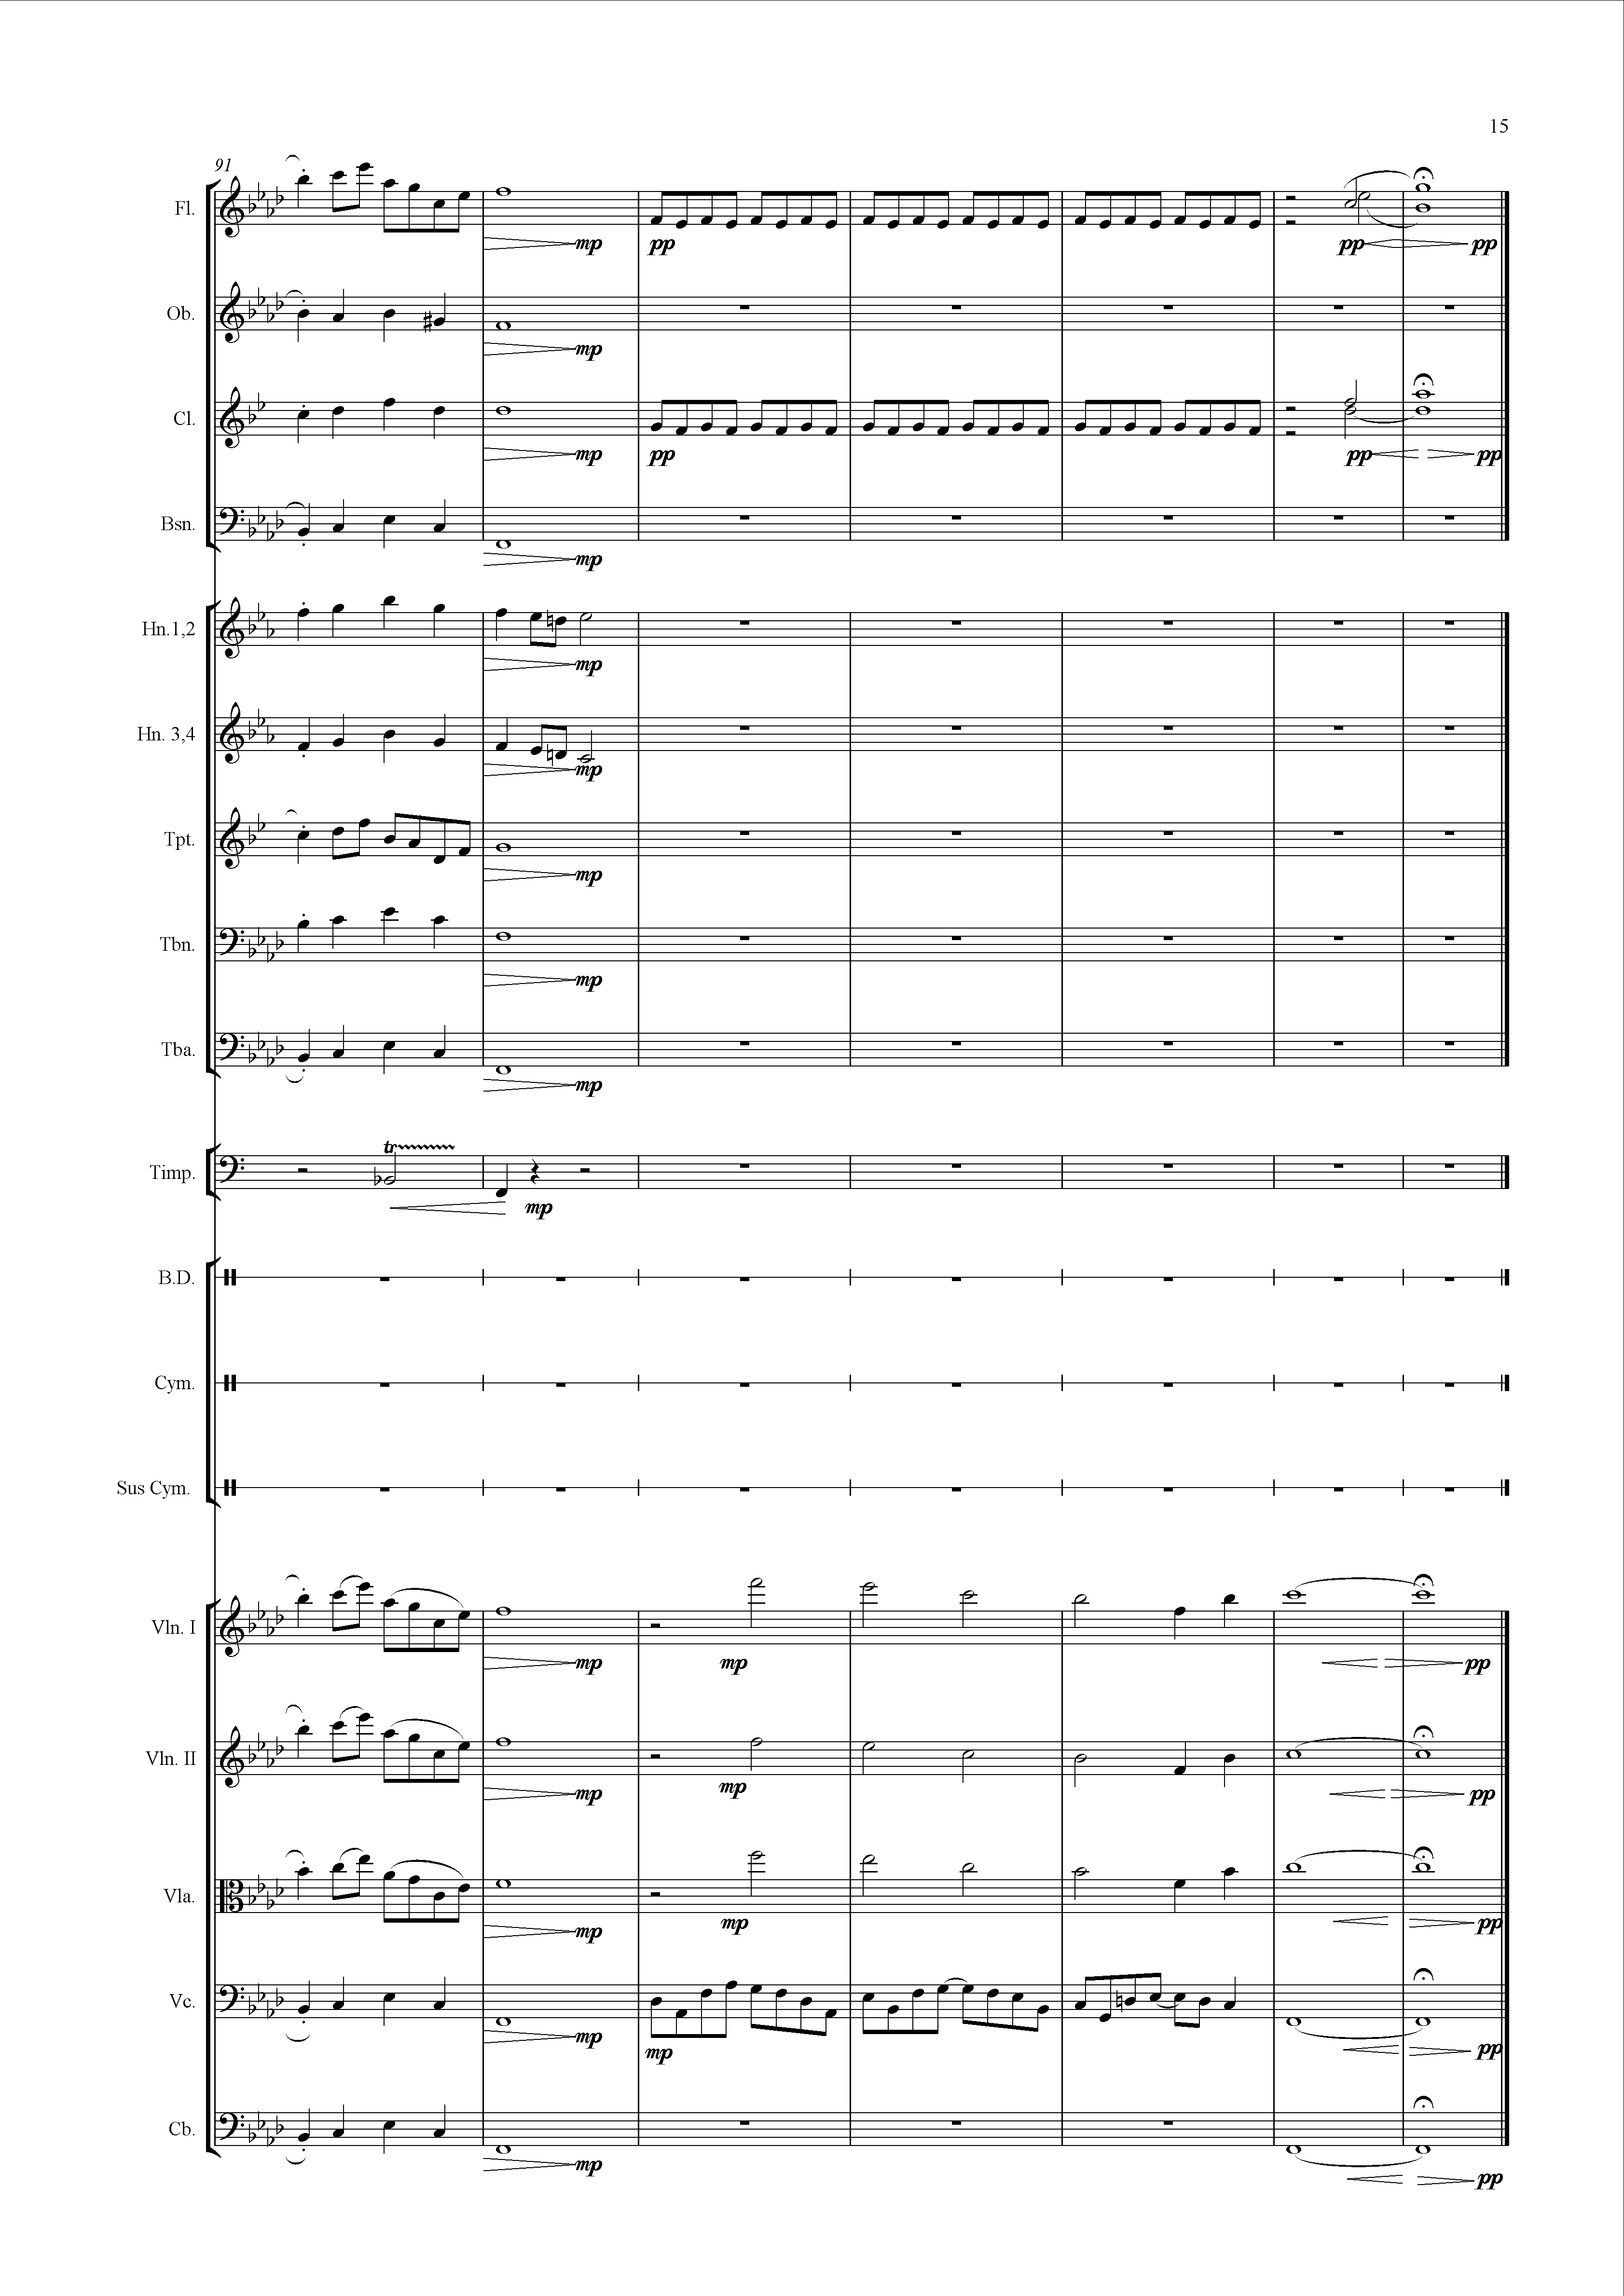 15
91
Fl.
mp pp pp pp
Ob.
mp
Cl.
mp pp pp pp
Bsn.
mp
Hn.1,2
mp
Hn. 3,4
mp
Tpt.
mp
Tbn.
mp
Tba.
mp
tr
Timp.
mp
B.D.
Cym.
Sus Cym.
Vln. I
mp mp pp
Vln. II
mp mp pp
Vla.
mp mp pp
Vc.
mp mp pp
Cb.
mp pp